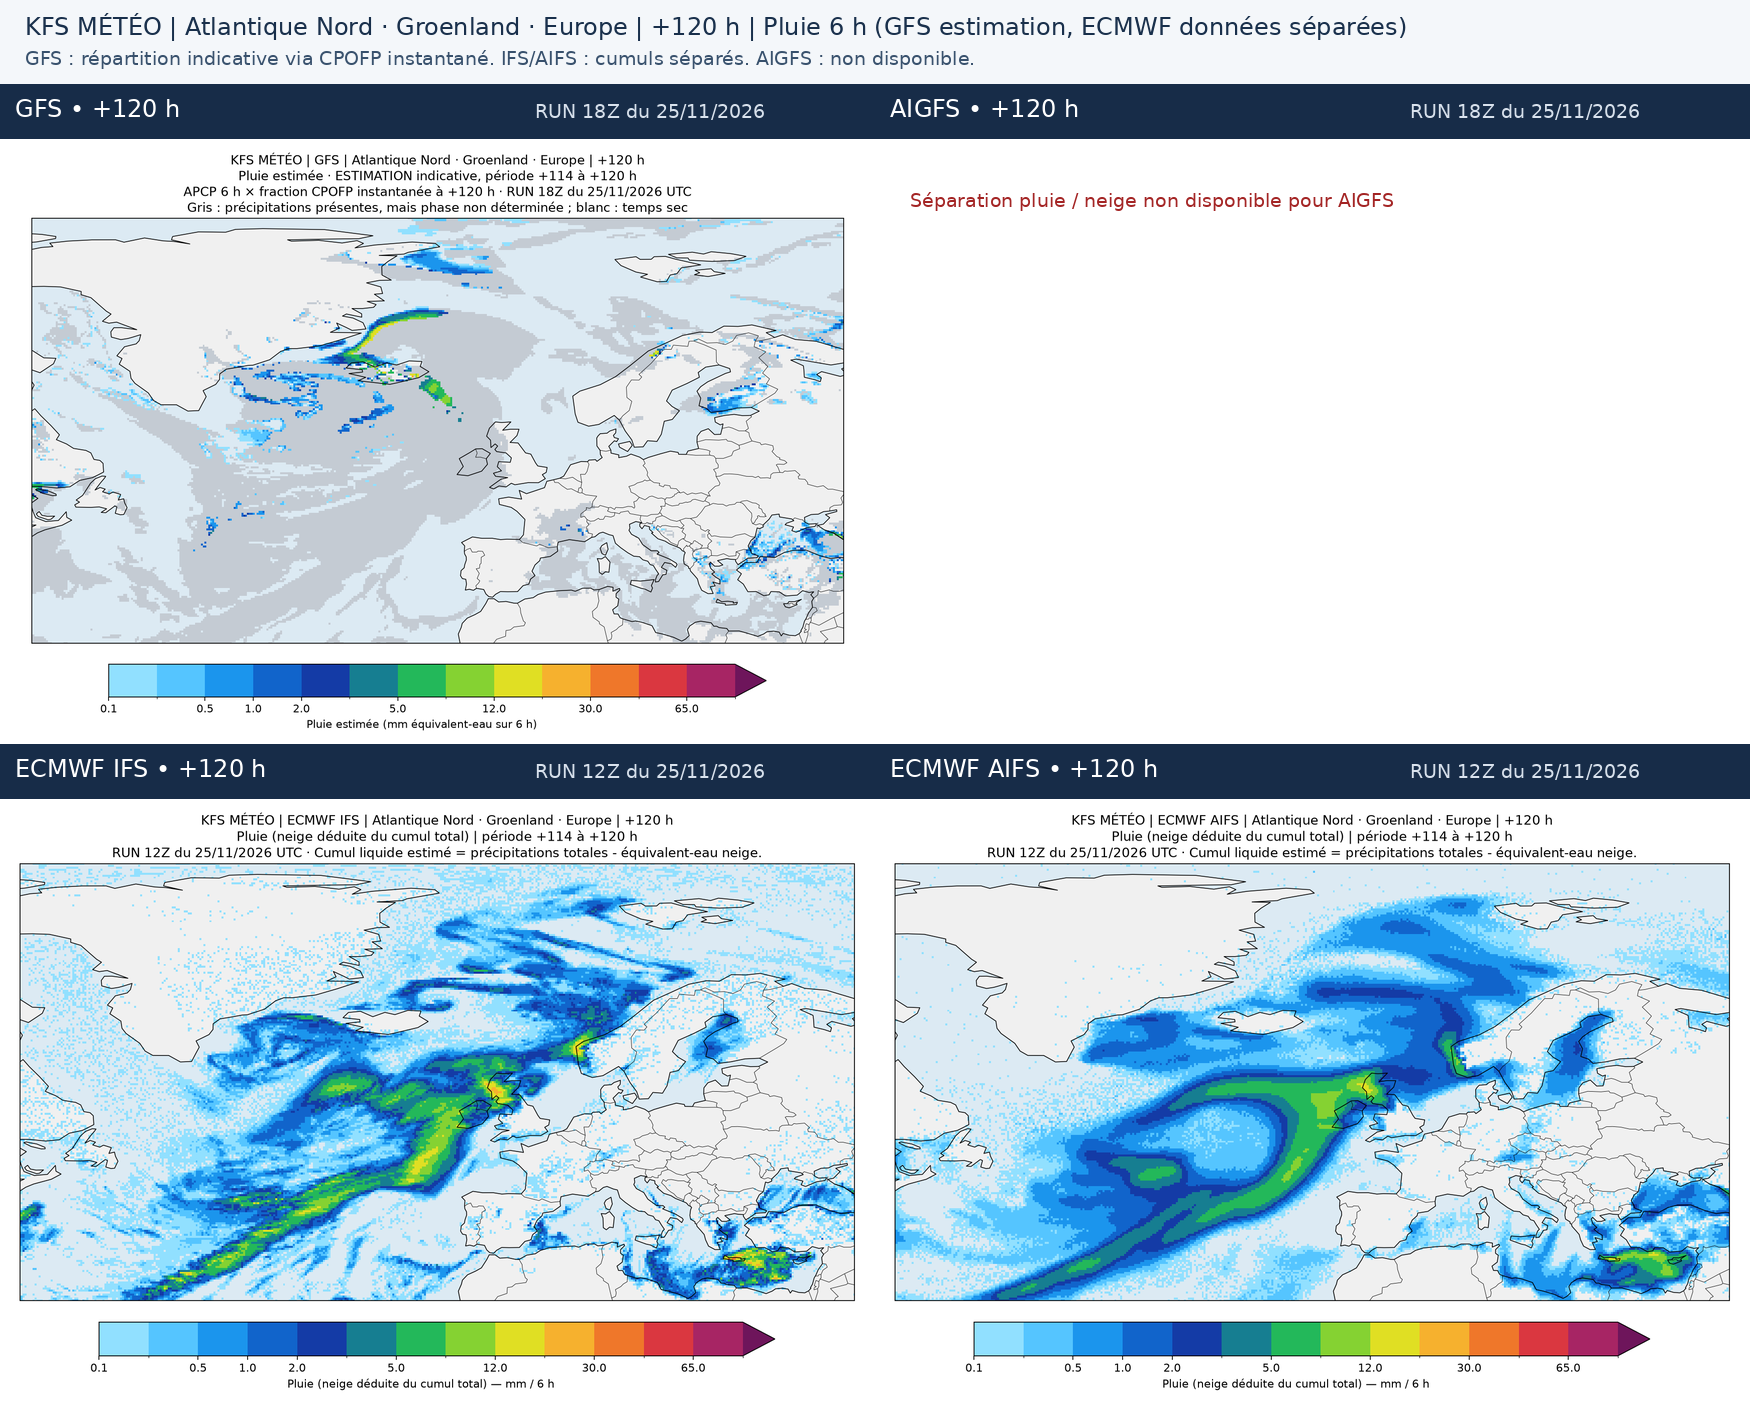 KFS MÉTÉO | Atlantique Nord · Groenland · Europe | +120 h | Pluie 6 h (GFS estimation, ECMWF données séparées)
GFS : répartition indicative via CPOFP instantané. IFS/AIFS : cumuls séparés. AIGFS : non disponible.
GFS • +120 h
RUN 18Z du 25/11/2026
AIGFS • +120 h
RUN 18Z du 25/11/2026
KFS MÉTÉO | GFS | Atlantique Nord · Groenland · Europe | +120 h
Pluie estimée · ESTIMATION indicative, période +114 à +120 h
APCP 6 h × fraction CPOFP instantanée à +120 h · RUN 18Z du 25/11/2026 UTC
Gris : précipitations présentes, mais phase non déterminée ; blanc : temps sec
Séparation pluie / neige non disponible pour AIGFS
0.1 0.5 1.0 2.0 5.0 12.0 30.0 65.0
Pluie estimée (mm équivalent-eau sur 6 h)
ECMWF IFS • +120 h
RUN 12Z du 25/11/2026
ECMWF AIFS • +120 h
RUN 12Z du 25/11/2026
KFS MÉTÉO | ECMWF IFS | Atlantique Nord · Groenland · Europe | +120 h
Pluie (neige déduite du cumul total) | période +114 à +120 h
RUN 12Z du 25/11/2026 UTC · Cumul liquide estimé = précipitations totales - équivalent-eau neige.
0.1 0.5 1.0 2.0 5.0 12.0 30.0 65.0
Pluie (neige déduite du cumul total) — mm / 6 h
KFS MÉTÉO | ECMWF AIFS | Atlantique Nord · Groenland · Europe | +120 h
Pluie (neige déduite du cumul total) | période +114 à +120 h
RUN 12Z du 25/11/2026 UTC · Cumul liquide estimé = précipitations totales - équivalent-eau neige.
0.1 0.5 1.0 2.0 5.0 12.0 30.0 65.0
Pluie (neige déduite du cumul total) — mm / 6 h